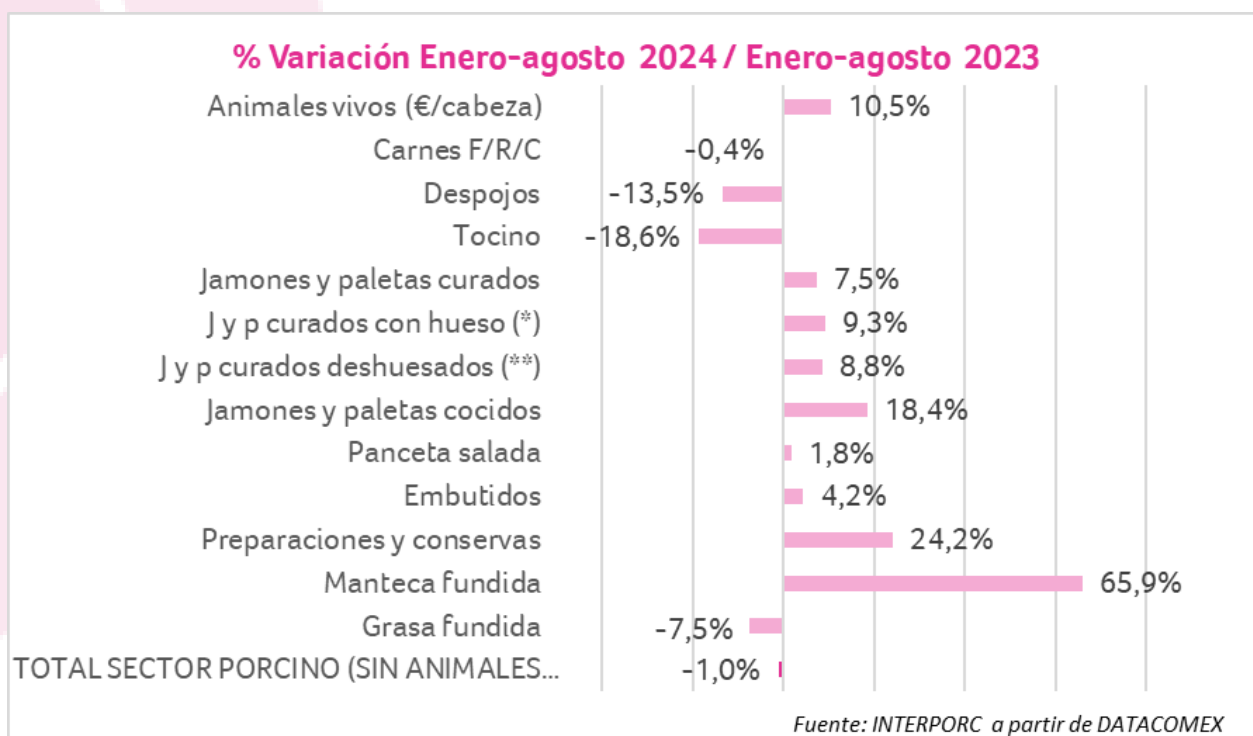 % Variación Enero-agosto 2024 / Enero-agosto 2023
Animales vivos (€/cabeza) 10,5%
Carnes F/R/C -0,4%
Despojos -13,5%
Tocino -18,6%
Jamones y paletas curados 7,5%
J y p curados con hueso (*) 9,3%
J y p curados deshuesados (**) 8,8%
Jamones y paletas cocidos 18,4%
Panceta salada 1,8%
Embutidos 4,2%
Preparaciones y conservas 24,2%
Manteca fundida 65,9%
Grasa fundida -7,5%
TOTAL SECTOR PORCINO (SIN ANIMALES... -1,0%
Fuente: INTERPORC a partir de DATACOMEX